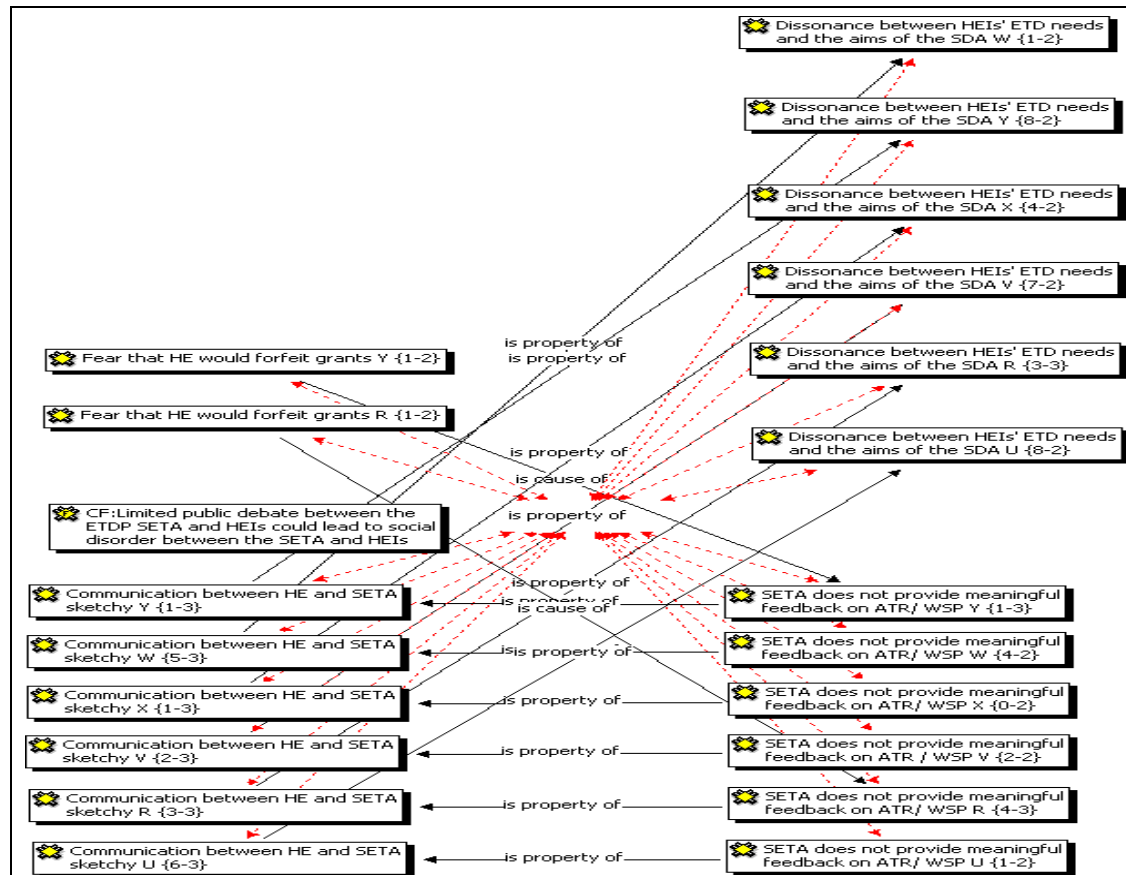 Dissonance between HEIs' ETD needs
and the aims of the SDA W {1-2}
Dissonance between HEIs' ETD needs
and the aims of the SDA Y {8-2}
Dissonance between HEIs' ETD needs
and the aims of the SDA X {4-2}
Dissonance between HEIs' ETD needs
and the aims of the SDA V {7-2}
is property of
is property of
Fear that HE would forfeit grants Y {1-2}
Dissonance between HEIs' ETD needs
and the aims of the SDA R {3-3}
Fear that HE would forfeit grants R {1-2}
Dissonance between HEIs' ETD needs
and the aims of the SDA U {8-2}
is property of
is cause of
is property of
CF:Limited public debate between the
ETDP SETA and HEIs could lead to social
disorder between the SETA and HEIs
is property of
is property of
is cause of
Communication between HE and SETA
sketchy Y {1-3}
SETA does not provide meaningful
feedback on ATR/ WSP Y {1-3}
Communication between HE and SETA
sketchy W {5-3}
is property of
SETA does not provide meaningful
feedback on ATR/ WSP W {4-2}
Communication between HE and SETA
sketchy X {1-3}
is property of
SETA does not provide meaningful
feedback on ATR/ WSP X {0-2}
Communication between HE and SETA
sketchy V {2-3}
is property of
SETA does not provide meaningful
feedback on ATR / WSP V {2-2}
Communication between HE and SETA
sketchy R {3-3}
is property of
SETA does not provide meaningful
feedback on ATR/ WSP R {4-3}
Communication between HE and SETA
sketchy U {6-3}
is property of
SETA does not provide meaningful
feedback on ATR/ WSP U {1-2}